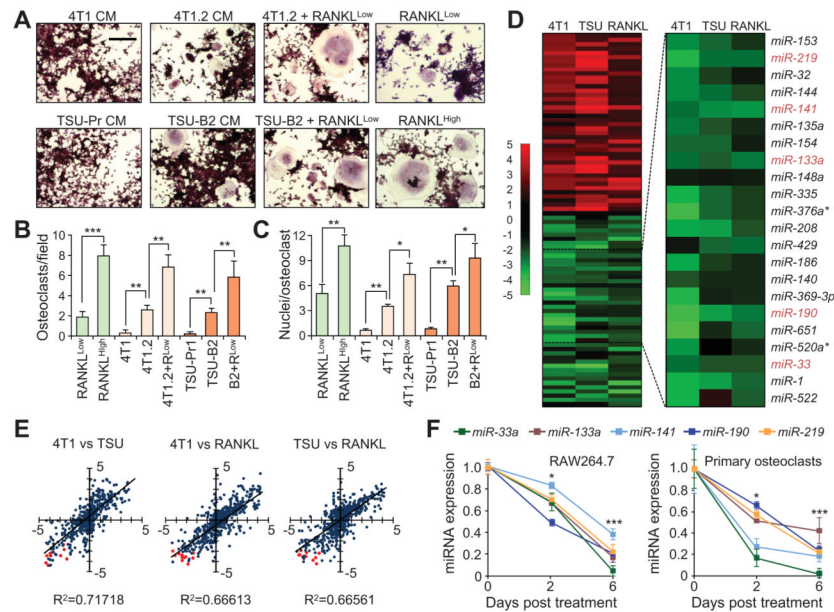 A
4T1 CM
4T1.2 CM
4T1.2 + RANKLLow
RANKLLow
TSU-Pr CM
TSU-B2 CM
TSU-B2 + RANKLLow
RANKLHigh
B
Osteoclasts/field
10
8
6
4
2
0
***
**
**
**
**
RANKLLow
RANKLHigh
4T1
4T1.2
4T1.2+RLow
TSU-Pr1
TSU-B2
B2+RLow
C
Nuclei/osteoclast
12
10
8
6
4
2
0
**
**
*
**
*
RANKLLow
RANKLHigh
4T1
4T1.2
4T1.2+RLow
TSU-Pr1
TSU-B2
B2+RLow
D
4T1 TSU RANKL
4T1 TSU RANKL
5
4
3
2
1
0
-1
-2
-3
-4
-5
miR-153
miR-219
miR-32
miR-144
miR-141
miR-135a
miR-154
miR-133a
miR-148a
miR-335
miR-376a*
miR-208
miR-429
miR-186
miR-140
miR-369-3p
miR-190
miR-651
miR-520a*
miR-33
miR-1
miR-522
E
4T1 vs TSU
5
-5
5
-5
R2=0.71718
4T1 vs RANKL
5
-5
5
-5
R2=0.66613
TSU vs RANKL
5
-5
5
-5
R2=0.66561
F
miR-33a miR-133a miR-141 miR-190 miR-219
RAW264.7
miRNA expression
1.0
0.8
0.6
0.4
0.2
0
*
***
0 2 6
Days post treatment
Primary osteoclasts
miRNA expression
1.0
0.8
0.6
0.4
0.2
0
*
***
0 2 6
Days post treatment